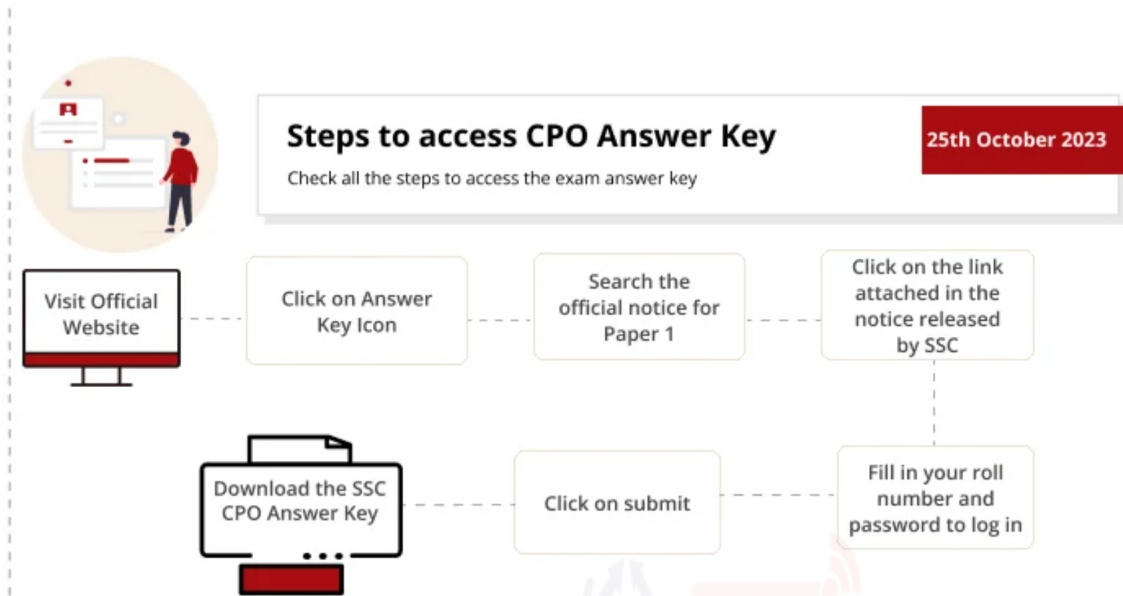 Steps to access CPO Answer Key
25th October 2023
Check all the steps to access the exam answer key
Visit Official
Website
Click on Answer
Key Icon
Search the
official notice for
Paper 1
Click on the link
attached in the
notice released
by SSC
Fill in your roll
number and
password to log in
Click on submit
Download the SSC
CPO Answer Key